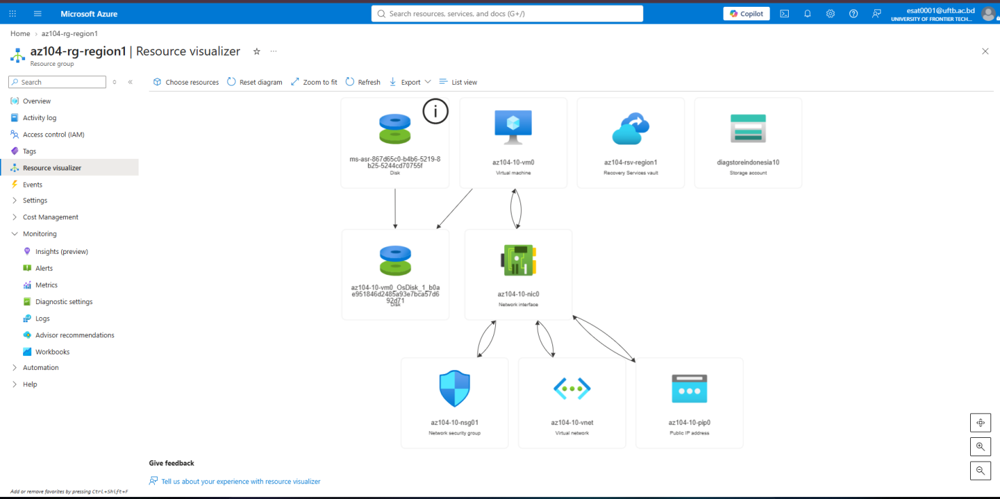 Microsoft Azure
Search resources, services, and docs (G+/)
Copilot
esat0001@uftb.ac.bd
UNIVERSITY OF FRONTIER TECH...
Home > az104-rg-region1
az104-rg-region1 | Resource visualizer
Resource group
Search
Choose resources
Reset diagram
Zoom to fit
Refresh
Export
List view
Overview
Activity log
Access control (IAM)
Tags
Resource visualizer
Events
Settings
Cost Management
Monitoring
Insights (preview)
Alerts
Metrics
Diagnostic settings
Logs
Advisor recommendations
Workbooks
Automation
Help
ms-asr-867d65c0-b4b6-5219-8
b25-5244cd70755f
Disk
az104-10-vm0
Virtual machine
az104-rsv-region1
Recovery Services vault
diagstoreindonesia10
Storage account
az104-10-vm0_OsDisk_1_b0a
e951846d2485a93e7bca57d6
92d71
Disk
az104-10-nic0
Network interface
az104-10-nsg01
Network security group
az104-10-vnet
Virtual network
az104-10-pip0
Public IP address
Give feedback
Tell us about your experience with resource visualizer
Add or remove favorites by pressing Ctrl+Shift+F